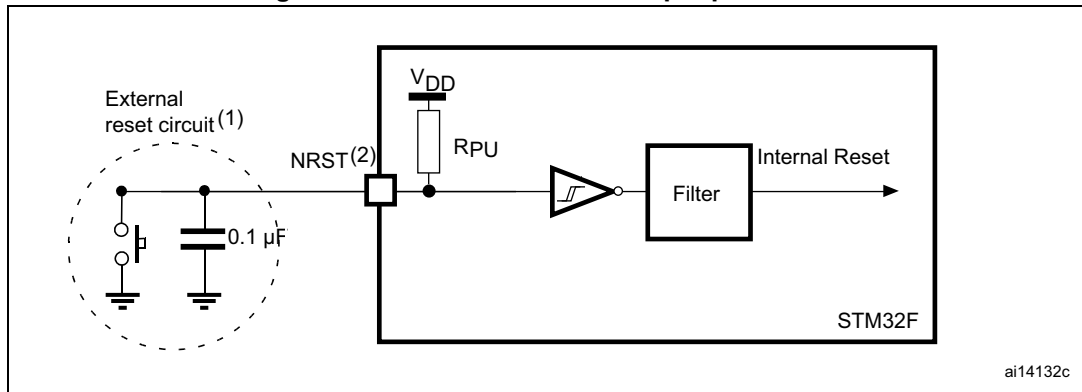 VDD
External
reset circuit(1)
NRST(2)
RPU
Internal Reset
Filter
0.1 µF
STM32F
ai14132c